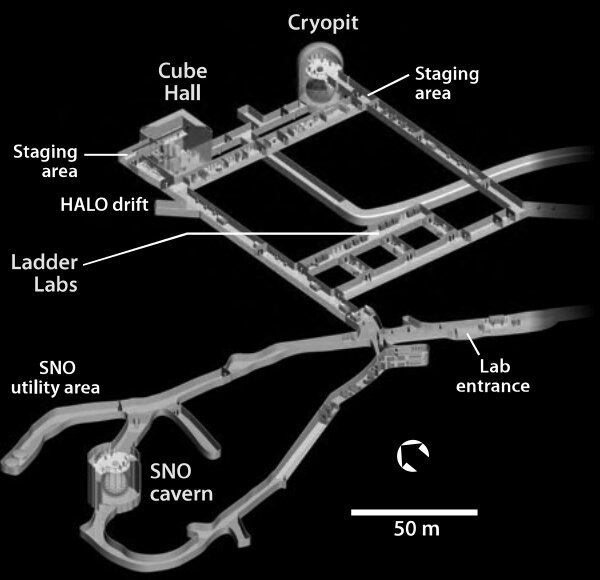 Cryopit
Cube
Hall
Staging
area
Staging
area
HALO drift
Ladder
Labs
SNO
utility area
Lab
entrance
SNO
cavern
50 m